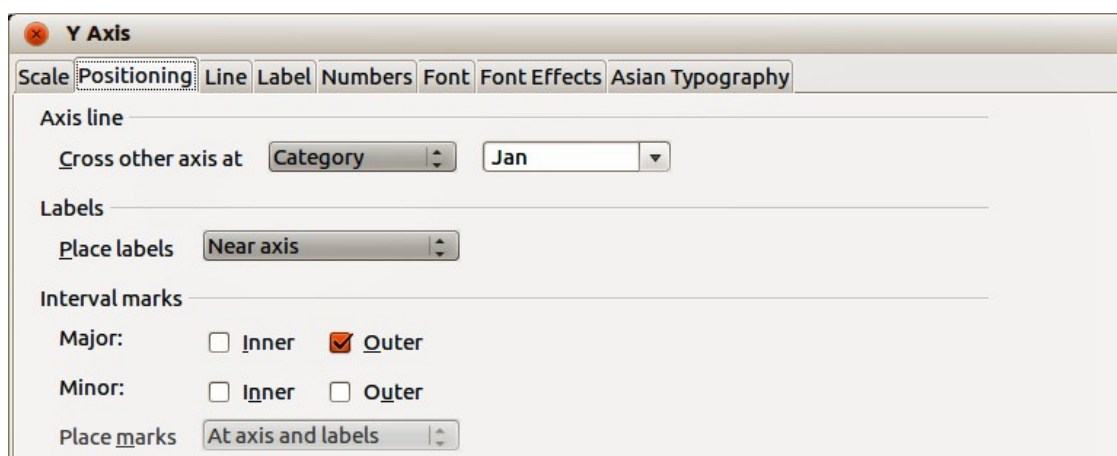 Y Axis
Scale Positioning Line Label Numbers Font Font Effects Asian Typography
Axis line
Cross other axis at Category Jan
Labels
Place labels Near axis
Interval marks
Major: Inner Outer
Minor: Inner Outer
Place marks At axis and labels